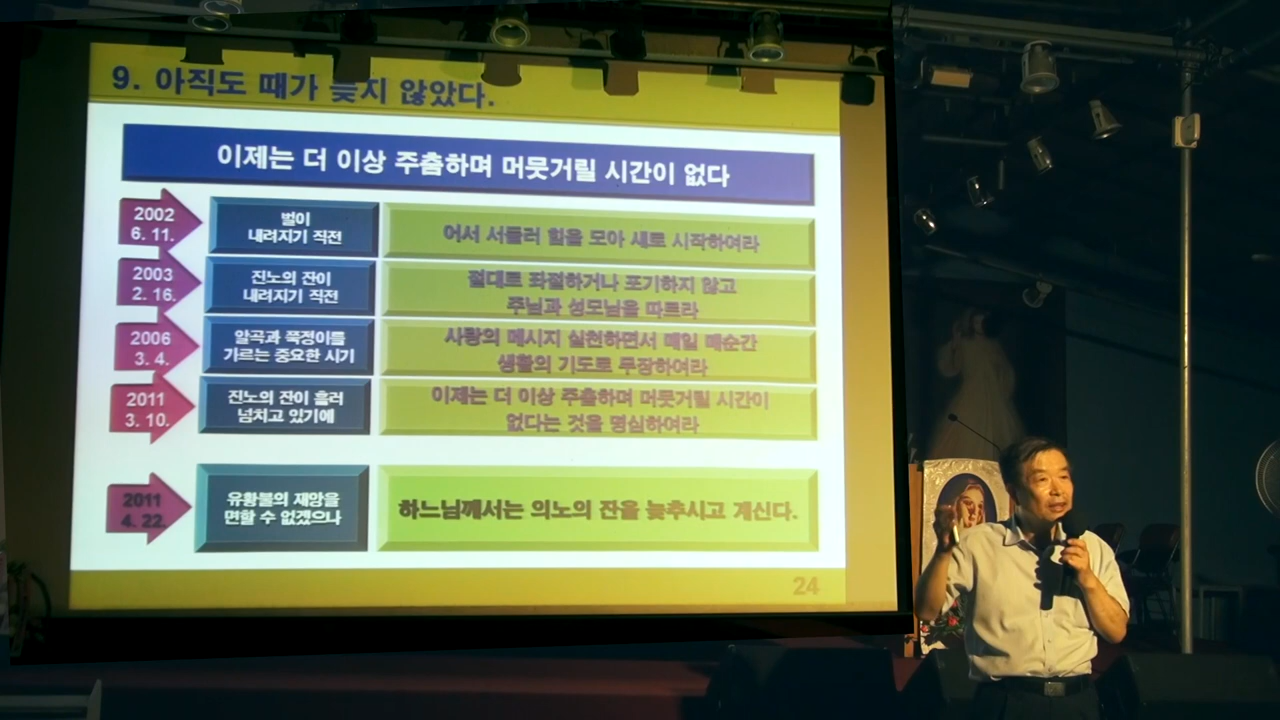 9. 아직도 때가 늦지 않았다.
이제는 더 이상 주춤하며 머뭇거릴 시간이 없다
2002
6. 11.
벌이
내려지기 직전
어서 서둘러 힘을 모아 새로 시작하여라
2003
2. 16.
진노의 잔이
내려지기 직전
절대로 좌절하거나 포기하지 않고
주님과 성모님을 따르라
2006
3. 4.
알곡과 쭉정이를
가르는 중요한 시기
사랑의 메시지 실천하면서 매일 매순간
생활의 기도로 무장하여라
2011
3. 10.
진노의 잔이 흘러
넘치고 있기에
이제는 더 이상 주춤하며 머뭇거릴 시간이
없다는 것을 명심하여라
2011
4. 22.
유황불의 재앙을
면할 수 없겠으나
하느님께서는 의노의 잔을 늦추시고 계신다.
24